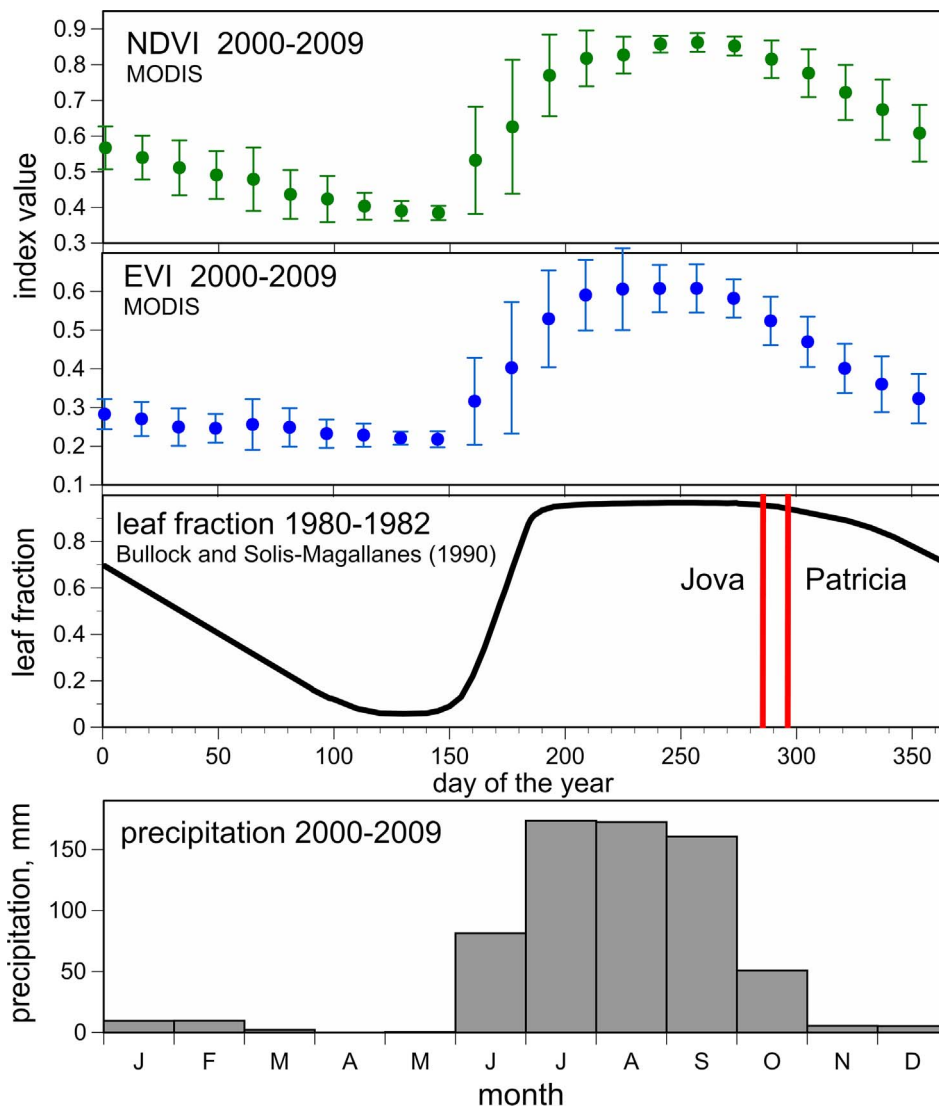 NDVI 2000-2009
MODIS
0.9
0.8
0.7
0.6
0.5
0.4
0.3
index value
EVI 2000-2009
MODIS
0.6
0.5
0.4
0.3
0.2
0.1
leaf fraction 1980-1982
Bullock and Solis-Magallanes (1990)
Jova
Patricia
0.8
0.6
0.4
0.2
0
leaf fraction
0 50 100 150 200 250 300 350
day of the year
precipitation 2000-2009
150
100
50
0
precipitation, mm
J F M A M J J A S O N D
month